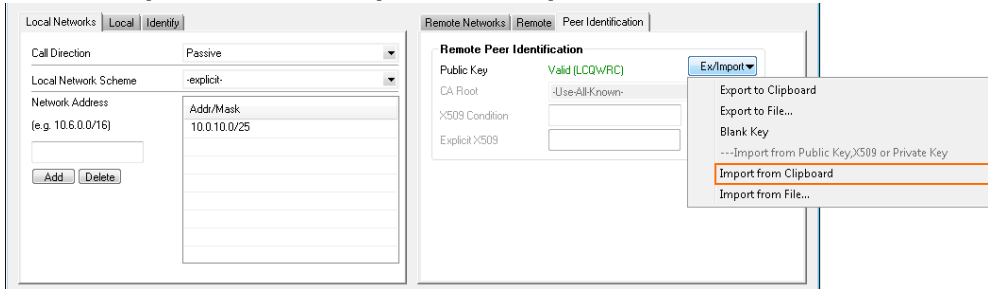 Local Networks Local Identify
Call Direction Passive
Local Network Scheme -explicit-
Network Address
(e.g. 10.6.0.0/16)
Addr/Mask
10.0.10.0/25
Add Delete
Remote Networks Remote Peer Identification
Remote Peer Identification
Public Key Valid (LCQWRC) Ex/Import
CA Root -Use-All-Known-
X509 Condition
Explicit X509
Export to Clipboard
Export to File...
Blank Key
---Import from Public Key,X509 or Private Key
Import from Clipboard
Import from File...